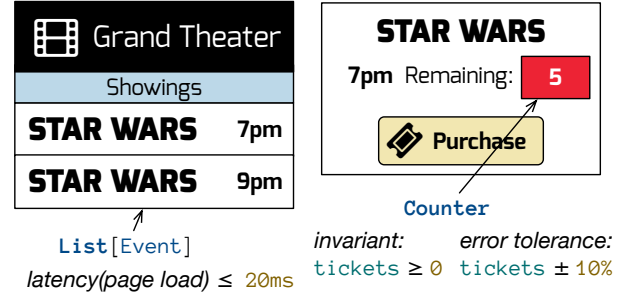 Grand Theater
Showings
STAR WARS 7pm
STAR WARS 9pm
List[Event]
latency(page load) ≤ 20ms
STAR WARS
7pm Remaining: 5
Purchase
Counter
invariant:
tickets ≥ 0
error tolerance:
tickets ± 10%